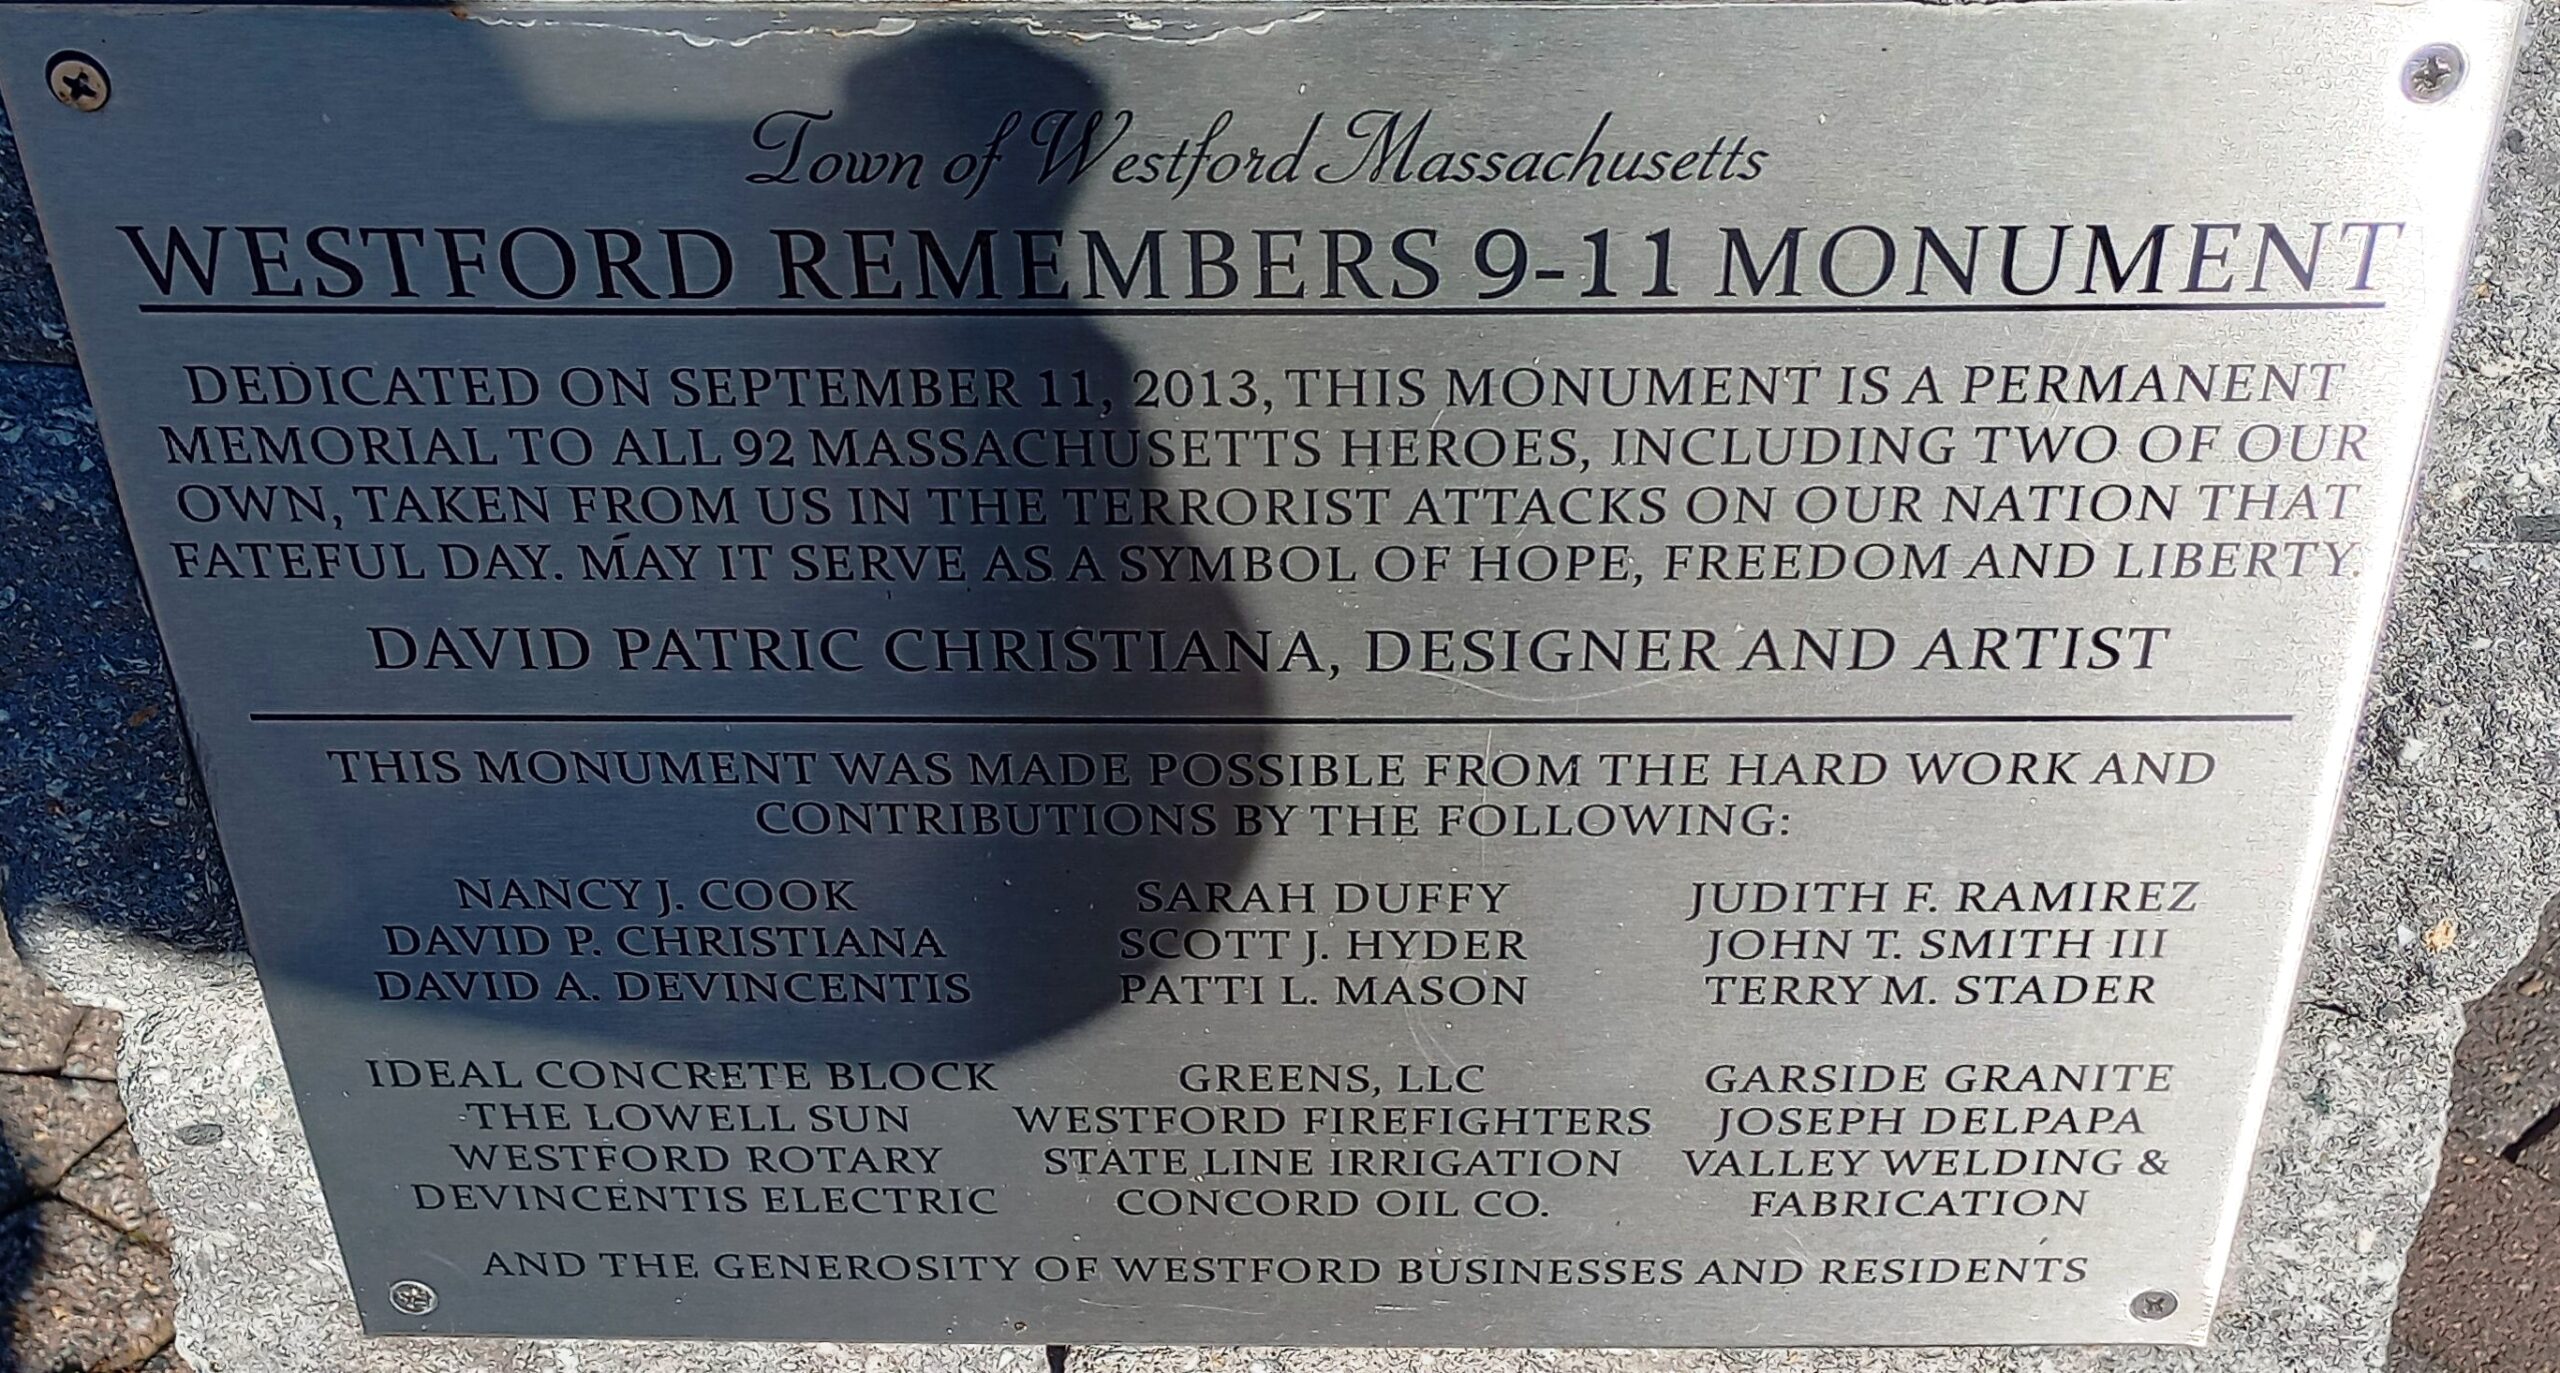 Town of Westford Massachusetts
WESTFORD REMEMBERS 9-11 MONUMENT
DEDICATED ON SEPTEMBER 11, 2013, THIS MONUMENT IS A PERMANENT
MEMORIAL TO ALL 92 MASSACHUSETTS HEROES, INCLUDING TWO OF OUR
OWN, TAKEN FROM US IN THE TERRORIST ATTACKS ON OUR NATION THAT
FATEFUL DAY. MAY IT SERVE AS A SYMBOL OF HOPE, FREEDOM AND LIBERTY.
DAVID PATRIC CHRISTIANA, DESIGNER AND ARTIST
THIS MONUMENT WAS MADE POSSIBLE FROM THE HARD WORK AND
CONTRIBUTIONS BY THE FOLLOWING:
NANCY J. COOK
DAVID P. CHRISTIANA
DAVID A. DEVINCENTIS
SARAH DUFFY
SCOTT J. HYDER
PATTI L. MASON
JUDITH F. RAMIREZ
JOHN T. SMITH III
TERRY M. STADER
IDEAL CONCRETE BLOCK
THE LOWELL SUN
WESTFORD ROTARY
DEVINCENTIS ELECTRIC
GREENS, LLC
WESTFORD FIREFIGHTERS
STATE LINE IRRIGATION
CONCORD OIL CO.
GARSIDE GRANITE
JOSEPH DELPAPA
VALLEY WELDING &
FABRICATION
AND THE GENEROSITY OF WESTFORD BUSINESSES AND RESIDENTS